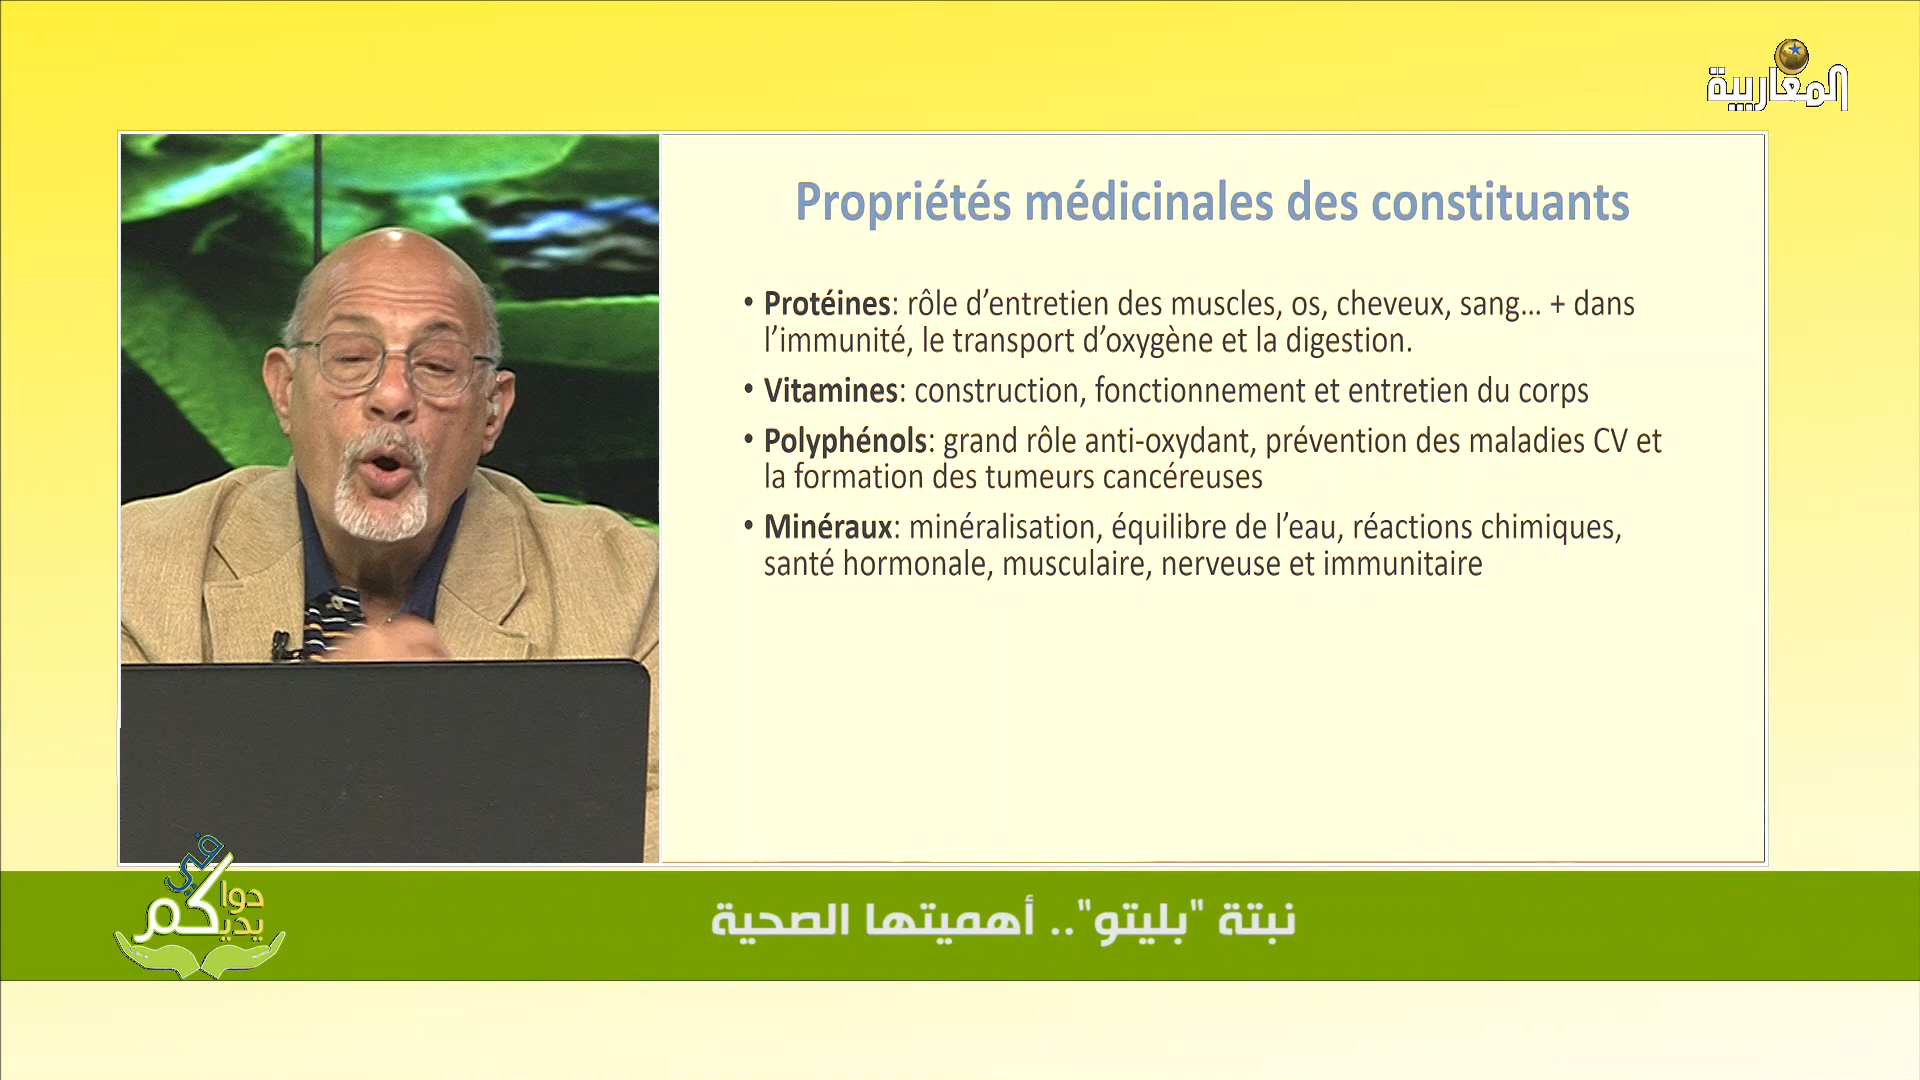 المغاربية
Propriétés médicinales des constituants
• Protéines: rôle d’entretien des muscles, os, cheveux, sang... + dans
l’immunité, le transport d’oxygène et la digestion.
• Vitamines: construction, fonctionnement et entretien du corps
• Polyphénols: grand rôle anti-oxydant, prévention des maladies CV et
la formation des tumeurs cancéreuses
• Minéraux: minéralisation, équilibre de l’eau, réactions chimiques,
santé hormonale, musculaire, nerveuse et immunitaire
دواكم
في
يديكم
نبتة "بليتو".. أهميتها الصحية